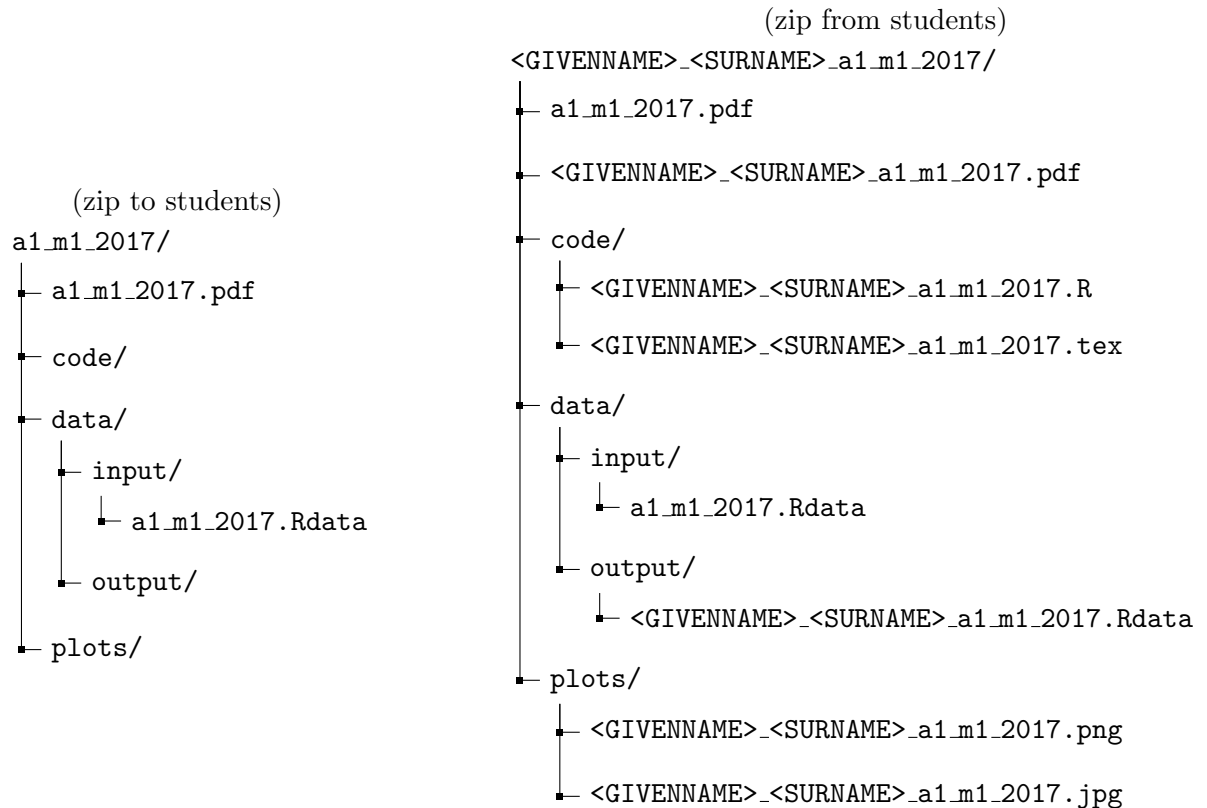 (zip to students)
a1_m1_2017/
a1_m1_2017.pdf
code/
data/
input/
a1_m1_2017.Rdata
output/
plots/
(zip from students)
<GIVENNAME>_<SURNAME>_a1_m1_2017/
a1_m1_2017.pdf
<GIVENNAME>_<SURNAME>_a1_m1_2017.pdf
code/
<GIVENNAME>_<SURNAME>_a1_m1_2017.R
<GIVENNAME>_<SURNAME>_a1_m1_2017.tex
data/
input/
a1_m1_2017.Rdata
output/
<GIVENNAME>_<SURNAME>_a1_m1_2017.Rdata
plots/
<GIVENNAME>_<SURNAME>_a1_m1_2017.png
<GIVENNAME>_<SURNAME>_a1_m1_2017.jpg